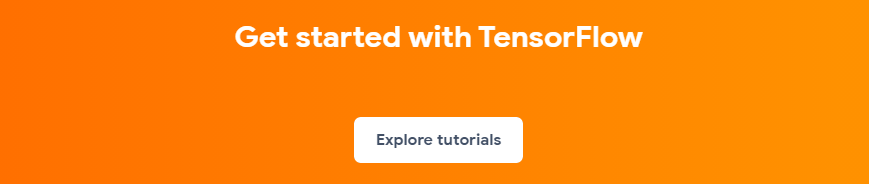 Get started with TensorFlow
Explore tutorials